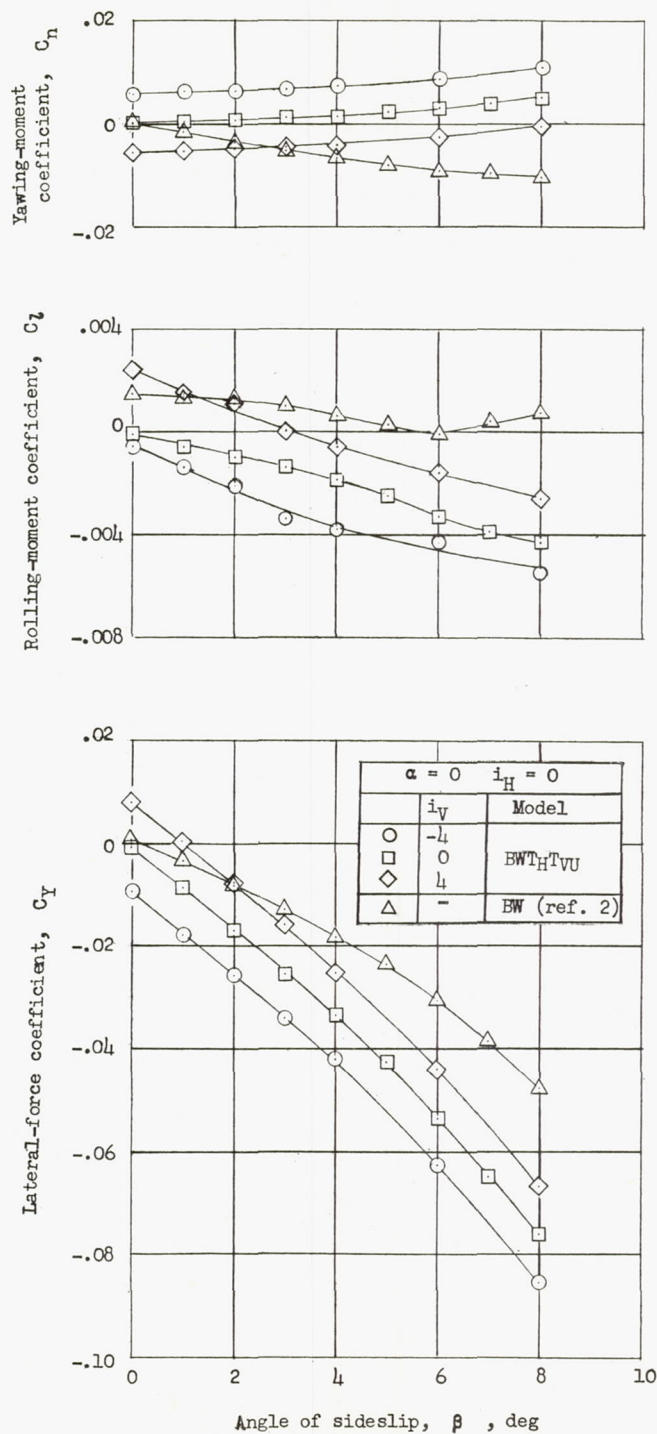 .02
0
-.02
Yawing-moment
coefficient, Cn
.004
0
-.004
-.008
Rolling-moment coefficient, Cl
.02
0
-.02
-.04
-.06
-.08
-.10
Lateral-force coefficient, CY
α = 0 iH = 0
iV Model
-4
0 BWTHTVU
4
- BW (ref. 2)
0 2 4 6 8 10
Angle of sideslip, β , deg